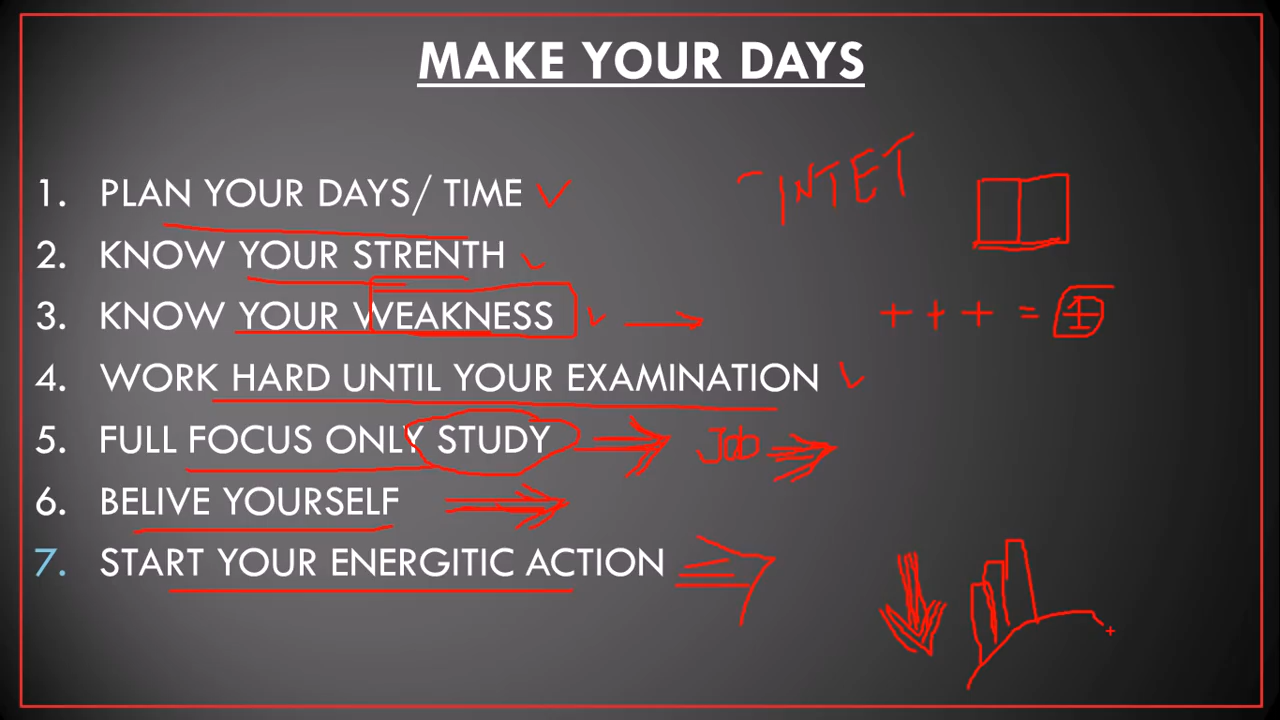 MAKE YOUR DAYS
1. PLAN YOUR DAYS/ TIME
INTET
2. KNOW YOUR STRENTH
3. KNOW YOUR WEAKNESS
+ + + = +
4. WORK HARD UNTIL YOUR EXAMINATION
5. FULL FOCUS ONLY STUDY Job
6. BELIVE YOURSELF
7. START YOUR ENERGITIC ACTION